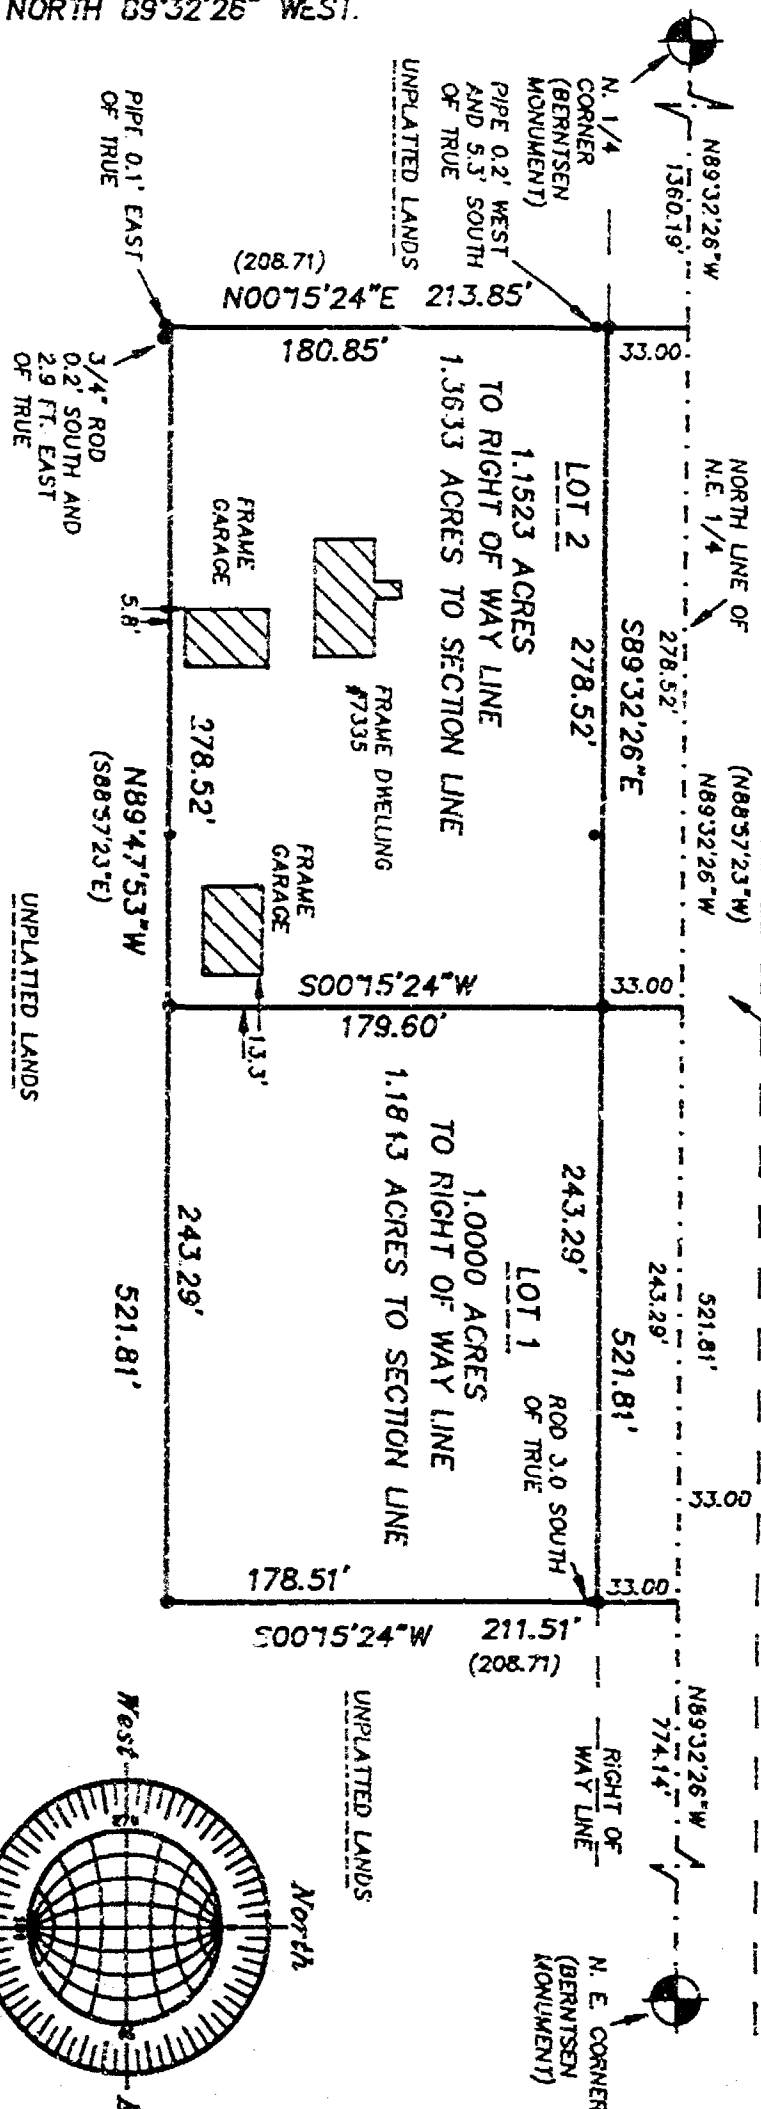 NORTH 89°32'26" WEST.
N. 1/4
CORNER
(BERNTSEN
MONUMENT)
N89°32'26"W
1360.19'
PIPE 0.2' WEST
AND 5.3' SOUTH
OF TRUE
UNPLATTED LANDS
PIPE 0.1' EAST
OF TRUE
(208.71)
N00°15'24"E 213.85'
180.85'
33.00
3/4" ROD
0.2' SOUTH AND
2.9 FT. EAST
OF TRUE
NORTH LINE OF
N.E. 1/4
278.52'
(N88°57'23"W)
N89°32'26"W
S89°32'26"E
278.52'
LOT 2
1.1523 ACRES
TO RIGHT OF WAY LINE
1.3633 ACRES TO SECTION LINE
FRAME DWELLING
#7335
FRAME
GARAGE
5.8'
278.52'
FRAME
GARAGE
N89°47'53"W
(S88°57'23"E)
UNPLATTED LANDS
S00°15'24"W
179.60'
33.00
13.3'
521.81'
243.29'
33.00
521.81'
243.29'
LOT 1
1.0000 ACRES
TO RIGHT OF WAY LINE
1.1813 ACRES TO SECTION LINE
ROD 3.0 SOUTH
OF TRUE
243.29'
521.81'
178.51'
S00°15'24"W 211.51'
(208.71)
33.00
N89°32'26"W
774.14'
RIGHT OF
WAY LINE
UNPLATTED LANDS
N. E. CORNER
(BERNTSEN
MONUMENT)
North
West